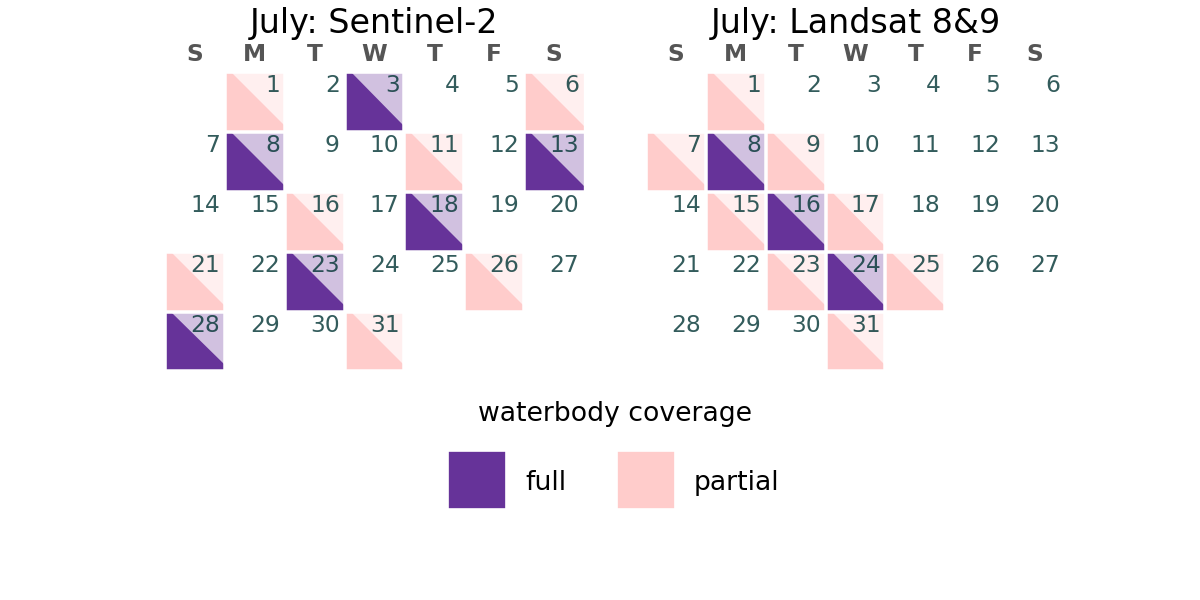 July: Sentinel-2
S M T W T F S
1 2 3 4 5 6
7 8 9 10 11 12 13
14 15 16 17 18 19 20
21 22 23 24 25 26 27
28 29 30 31
July: Landsat 8&9
S M T W T F S
1 2 3 4 5 6
7 8 9 10 11 12 13
14 15 16 17 18 19 20
21 22 23 24 25 26 27
28 29 30 31
waterbody coverage
full partial